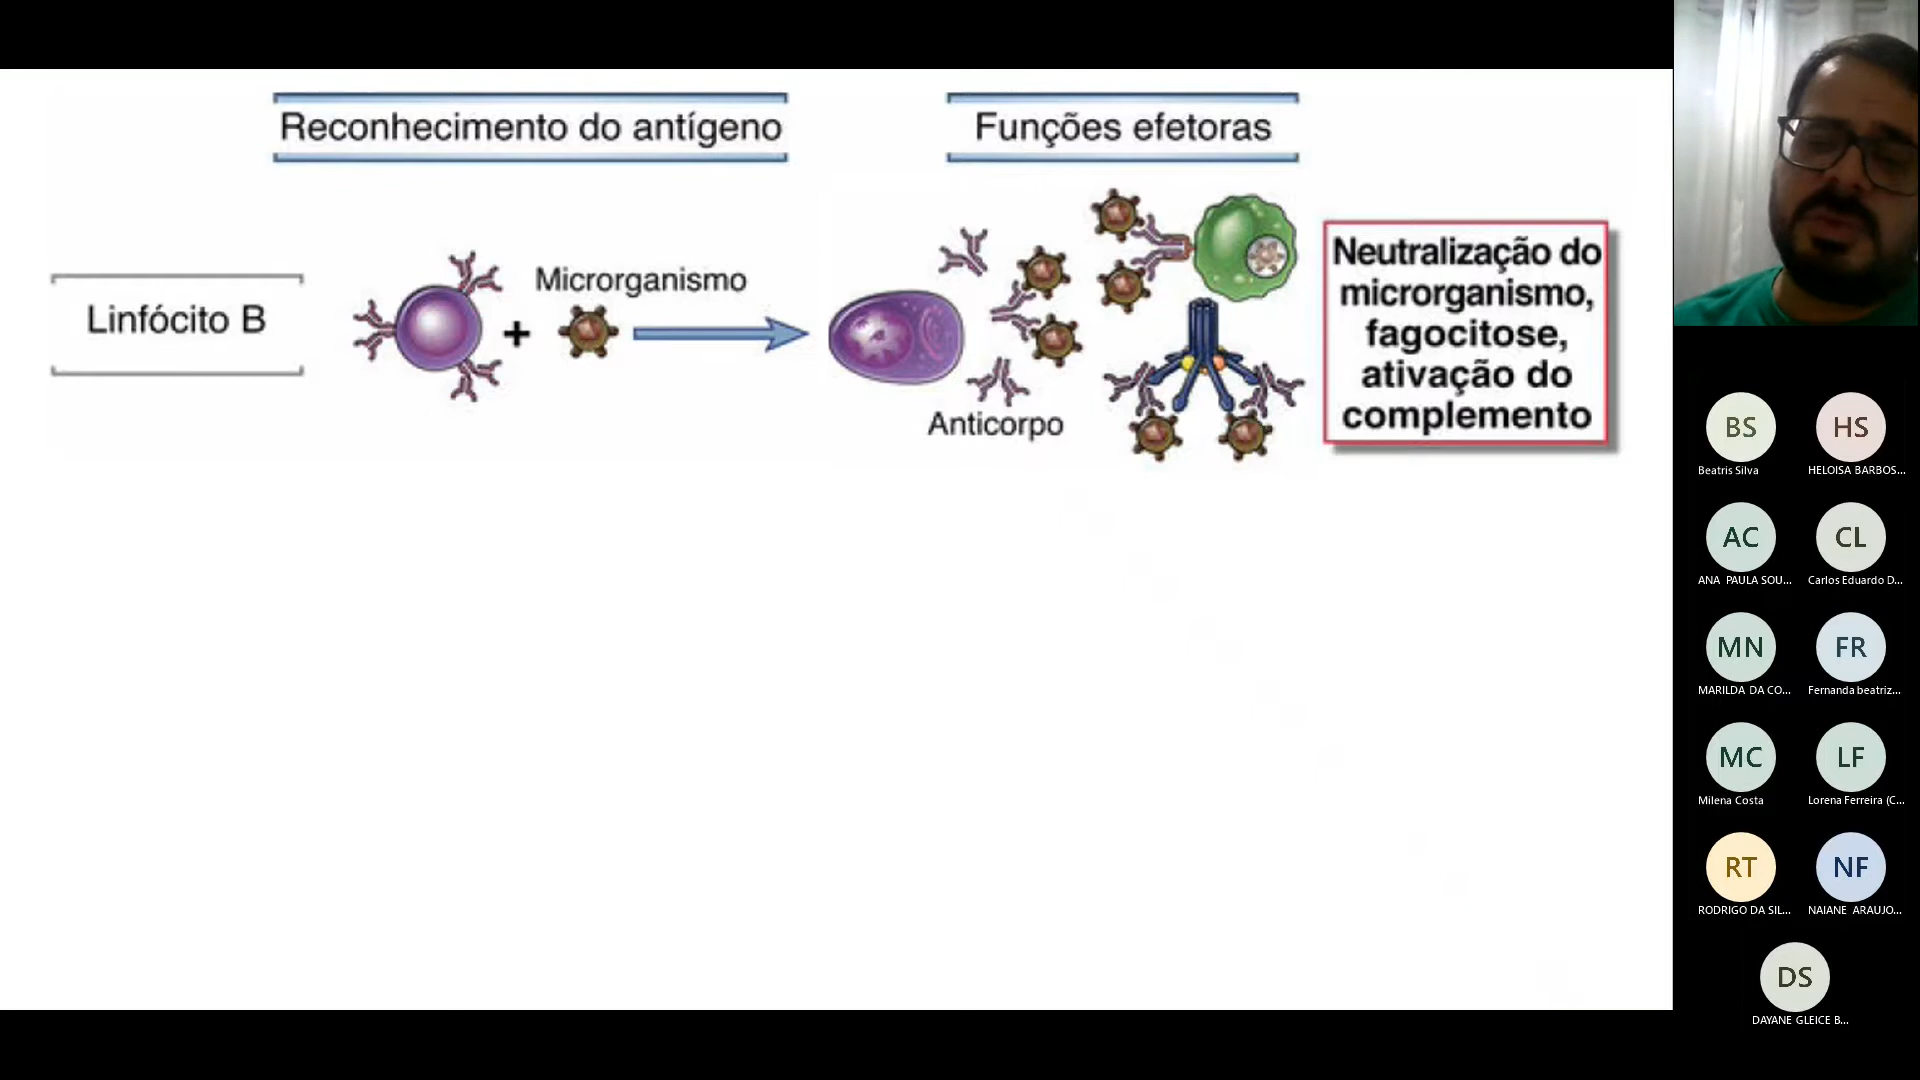 Reconhecimento do antígeno
Funções efetoras
Linfócito B
+
Microrganismo
Anticorpo
Neutralização do
microrganismo,
fagocitose,
ativação do
complemento
BS
Beatris Silva
HS
HELOISA BARBOS...
AC
ANA PAULA SOU...
CL
Carlos Eduardo D...
MN
MARILDA DA CO...
FR
Fernanda beatriz...
MC
Milena Costa
LF
Lorena Ferreira (C...
RT
RODRIGO DA SIL...
NF
NAIANE ARAUJO...
DS
DAYANE GLEICE B...